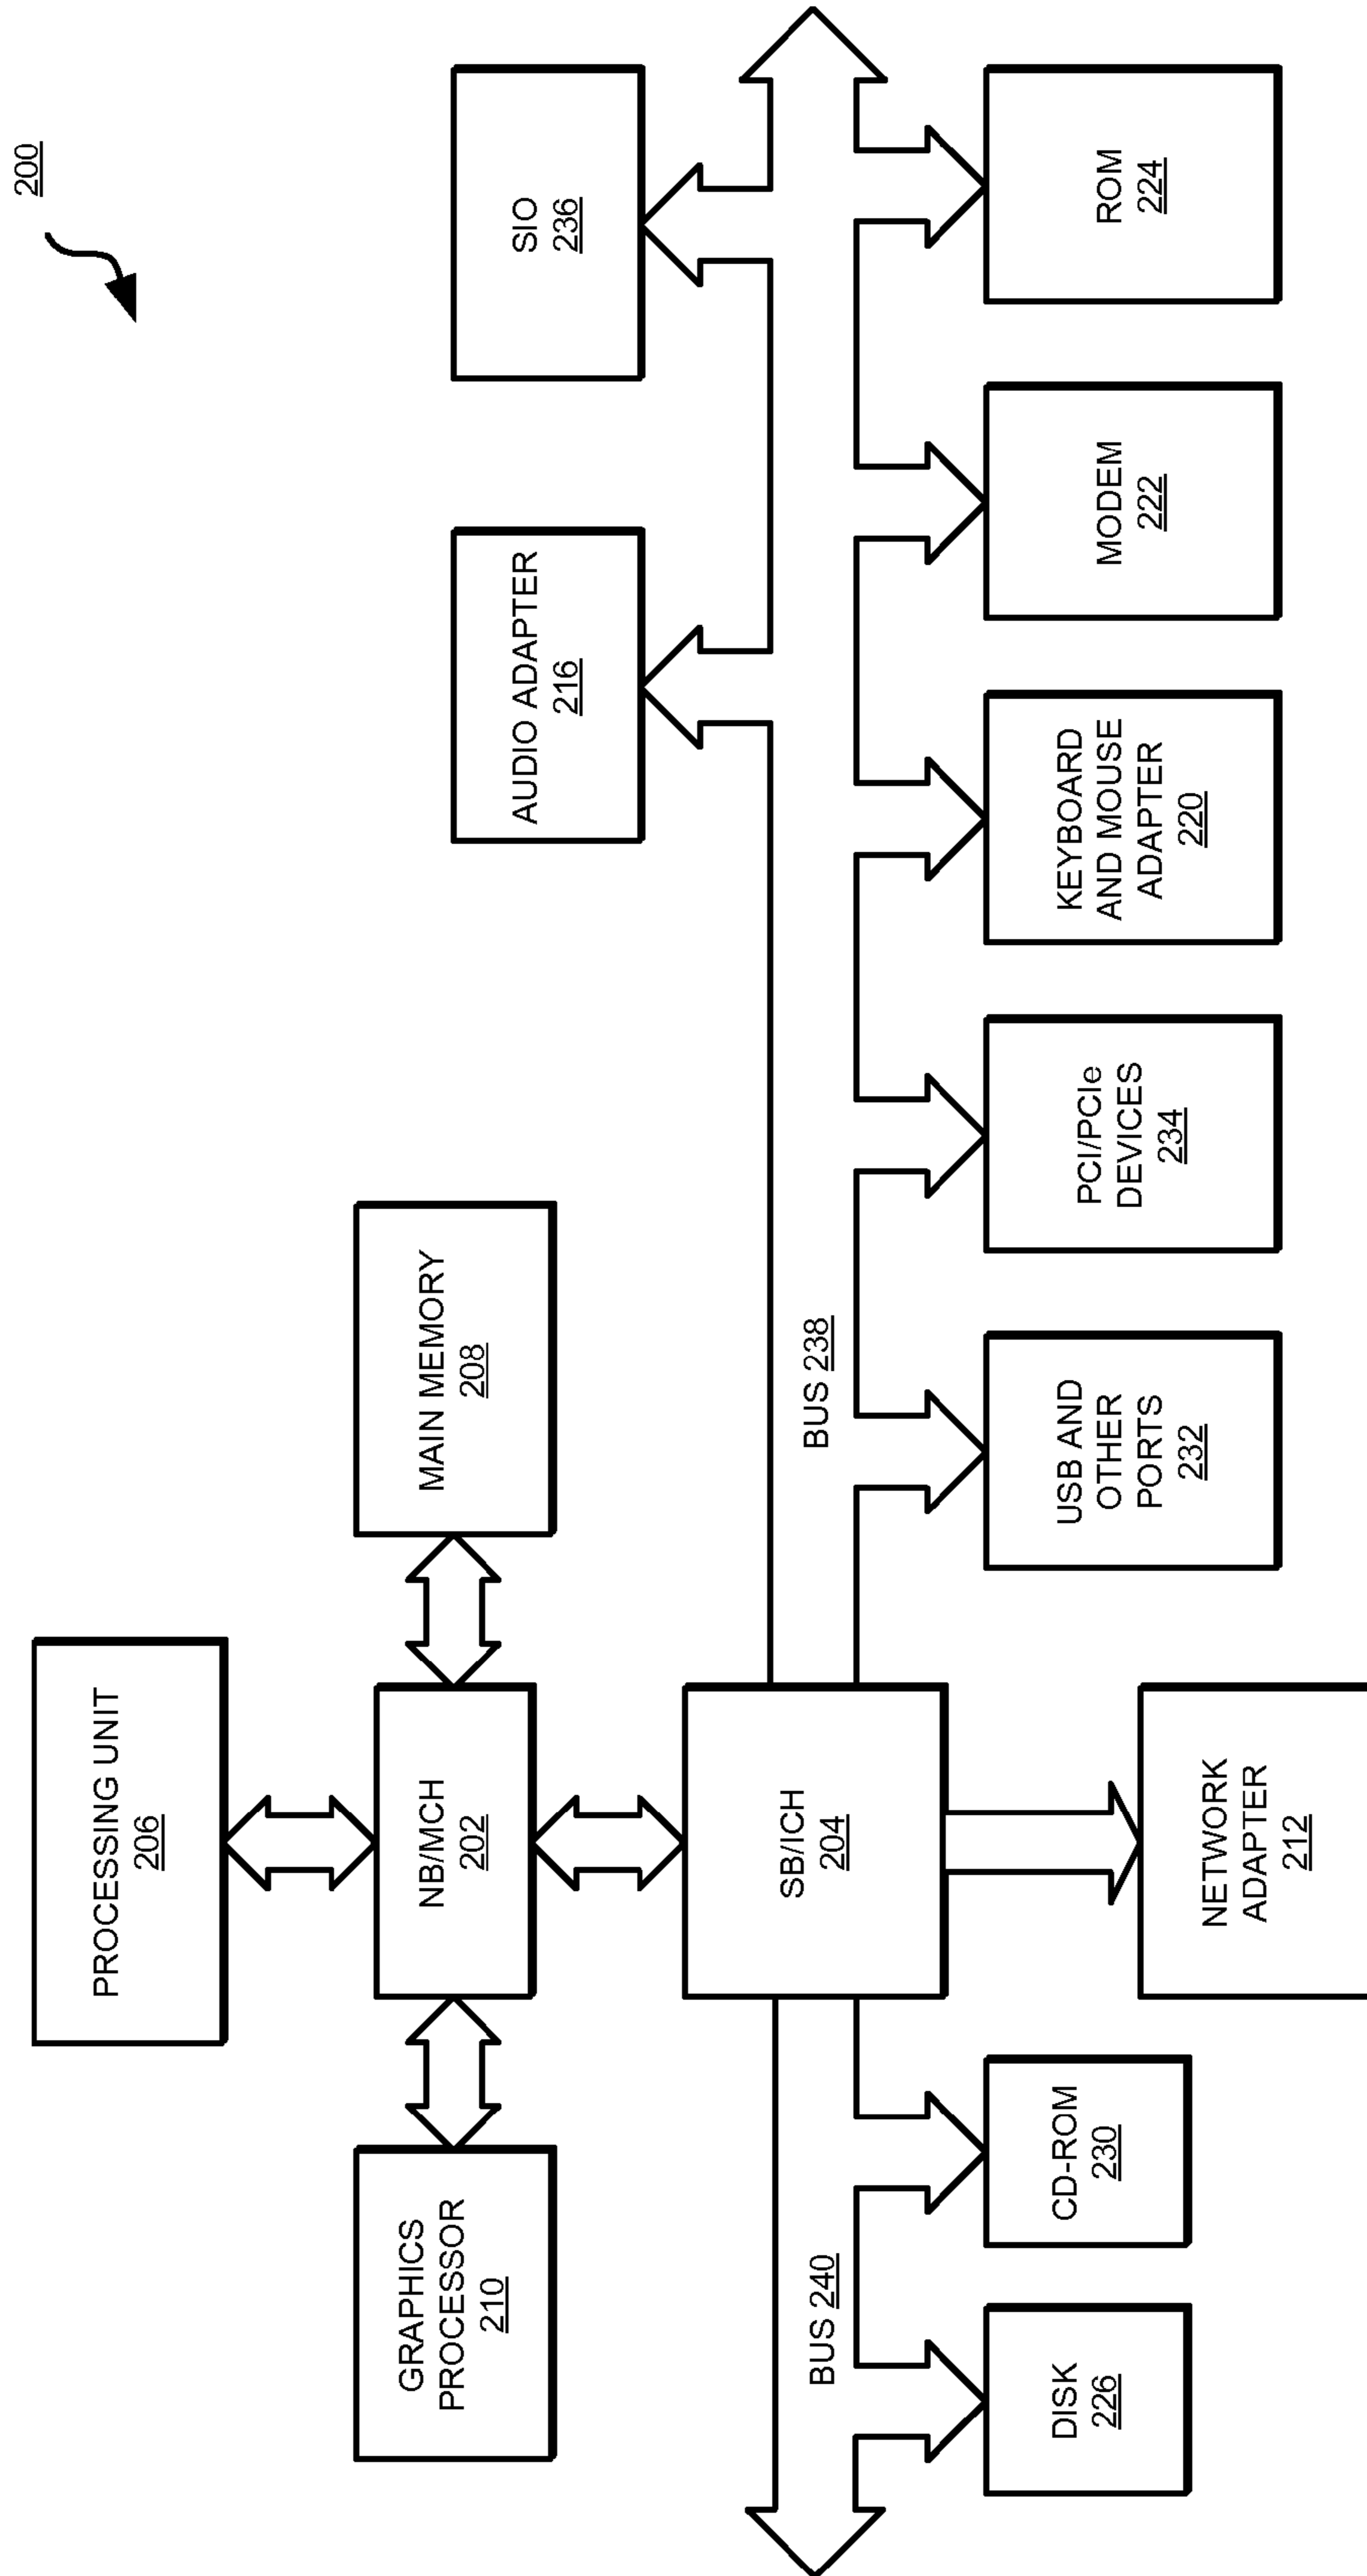 200
PROCESSING UNIT
206
GRAPHICS
PROCESSOR
210
NB/MCH
202
MAIN MEMORY
208
AUDIO ADAPTER
216
SIO
236
SB/ICH
204
BUS 240
BUS 238
DISK
226
CD-ROM
230
NETWORK
ADAPTER
212
USB AND
OTHER
PORTS
232
PCI/PCIe
DEVICES
234
KEYBOARD
AND MOUSE
ADAPTER
220
MODEM
222
ROM
224